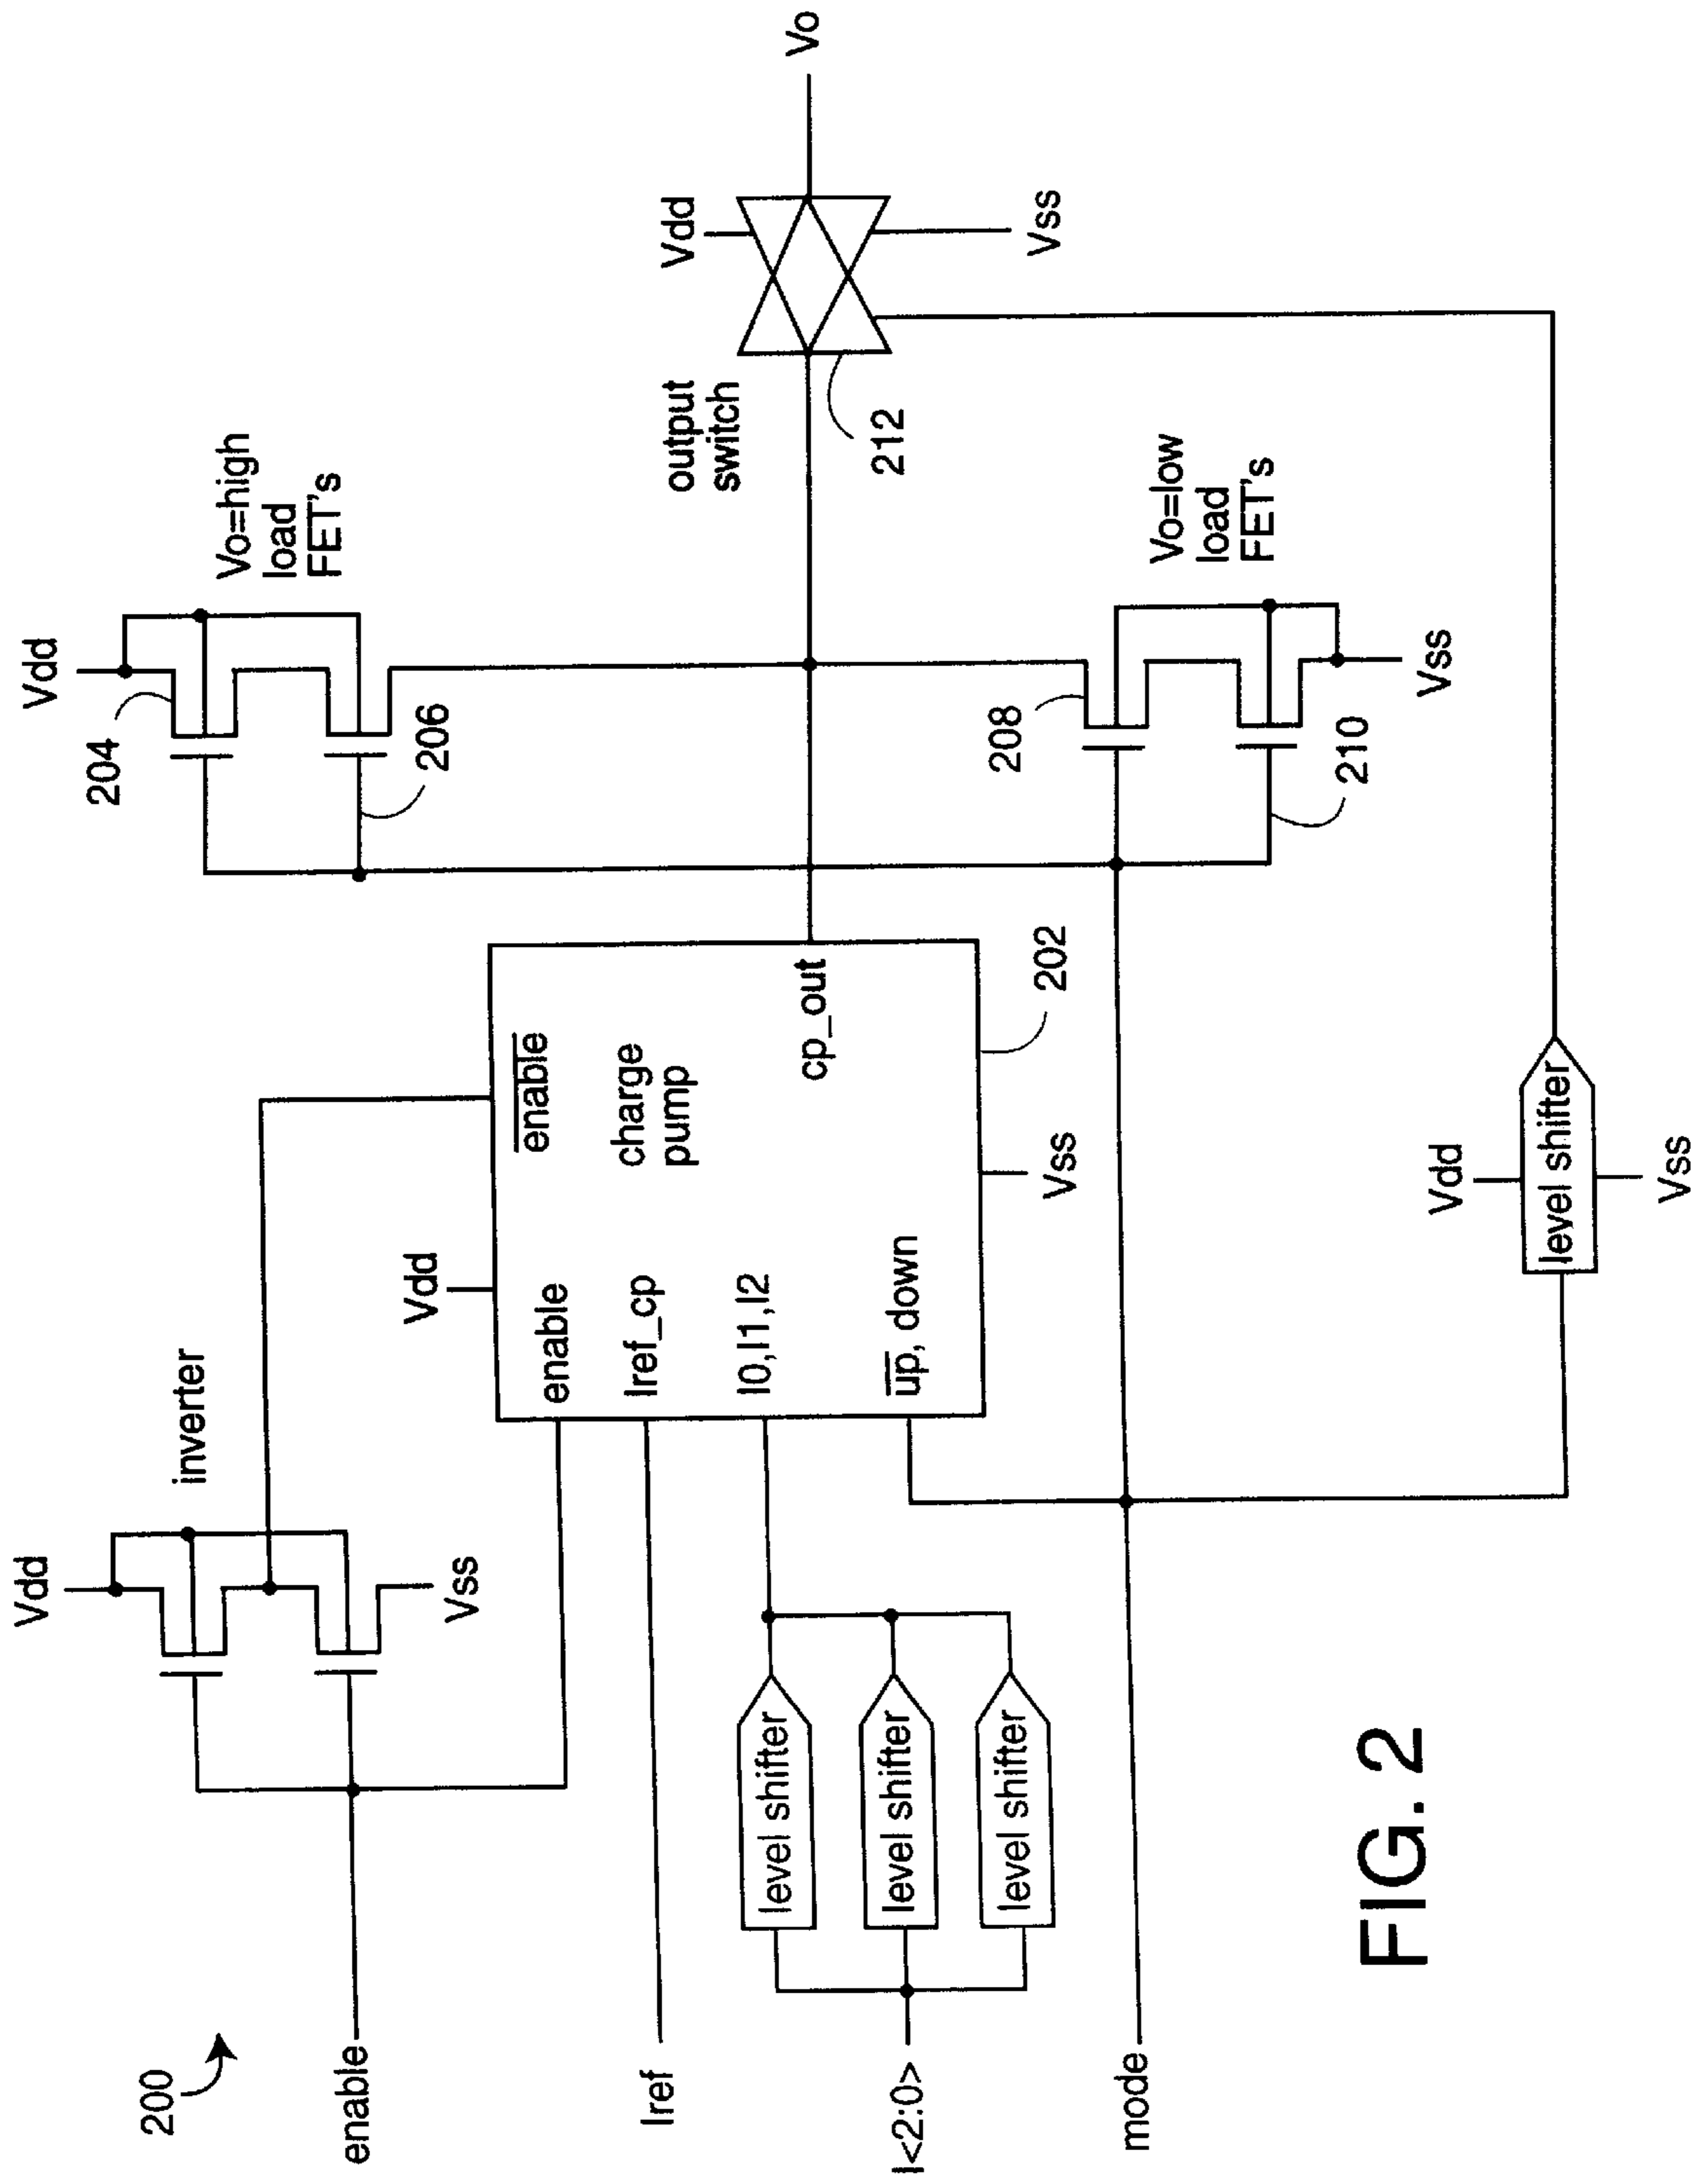 200
enable
Iref
I<2:0>
mode
Vdd
inverter
Vss
level shifter
level shifter
level shifter
Vdd
enable
enable
Iref_cp
charge
pump
I0,I1,I2
cp_out
up, down
Vss
202
Vdd
level shifter
Vss
Vdd
204
206
Vo=high
load
FET's
208
210
Vss
Vo=low
load
FET's
output
switch
212
Vdd
Vss
Vo
FIG. 2